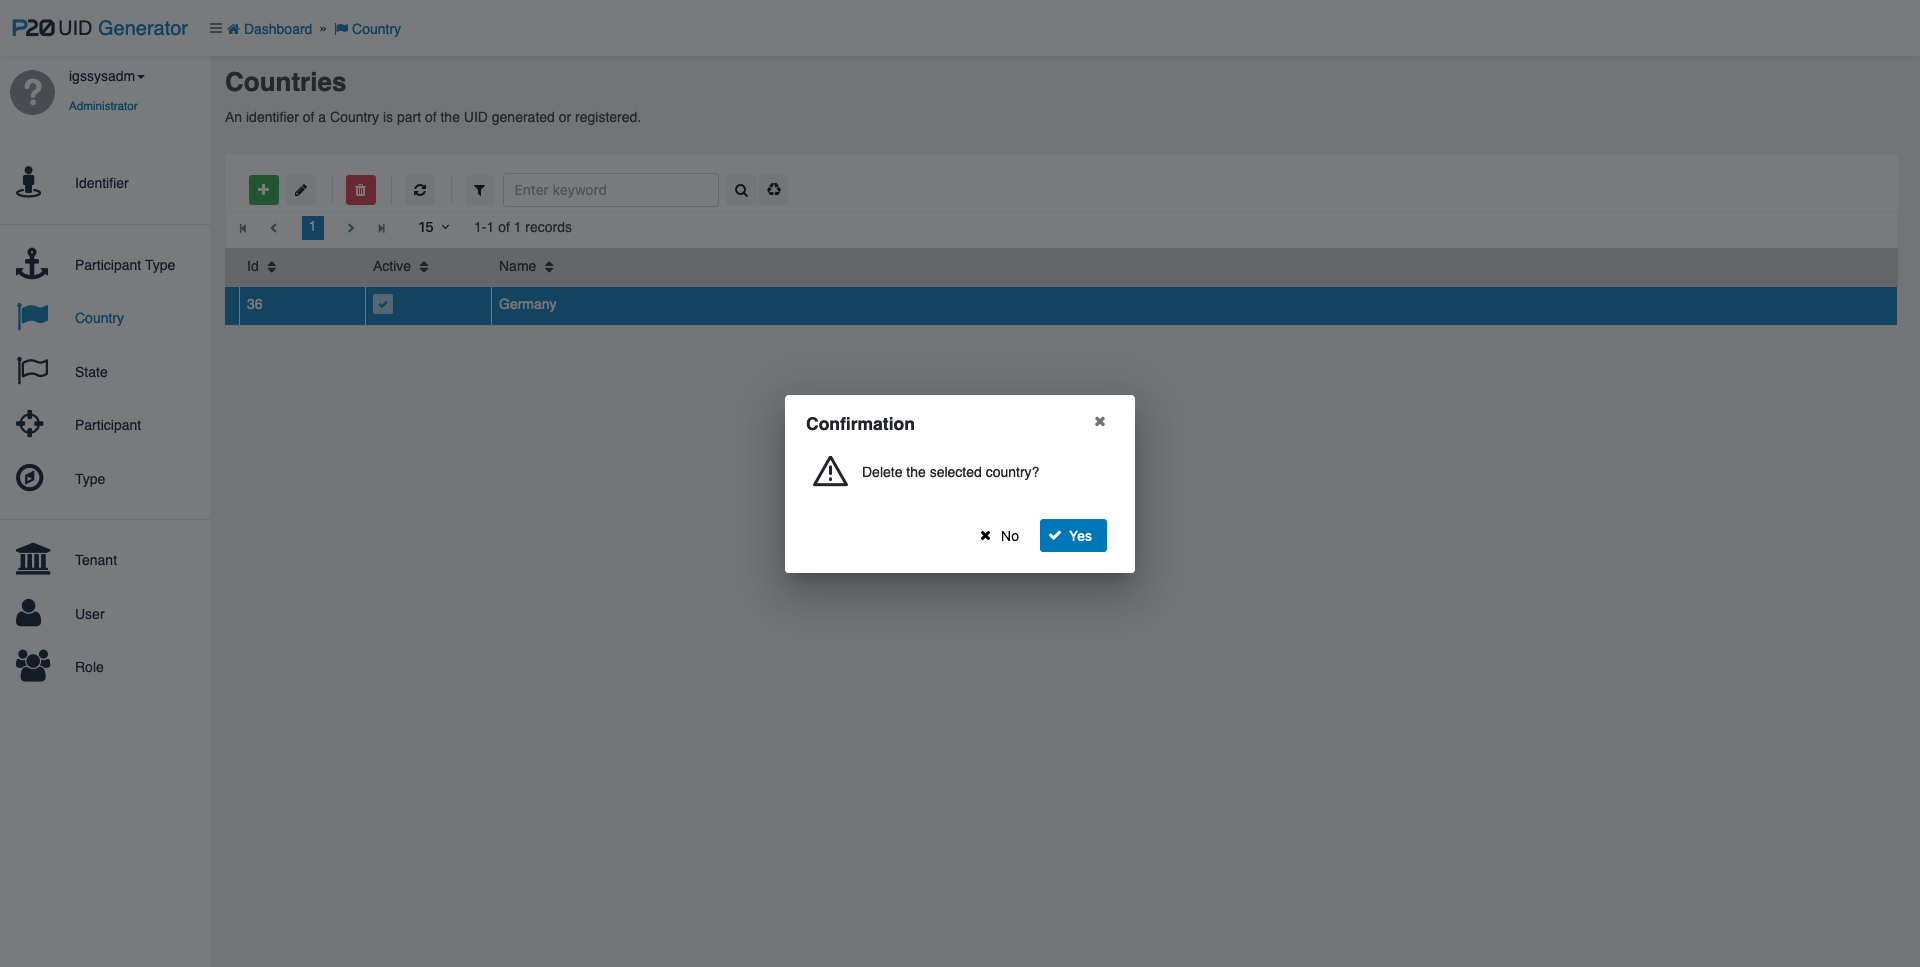 P20 UID Generator
Dashboard » Country
igssysadm
Administrator
Identifier
Participant Type
Country
State
Participant
Type
Tenant
User
Role
Countries
An identifier of a Country is part of the UID generated or registered.
Enter keyword
1 15 1-1 of 1 records
Id Active Name
36 Germany
Confirmation
Delete the selected country?
No Yes